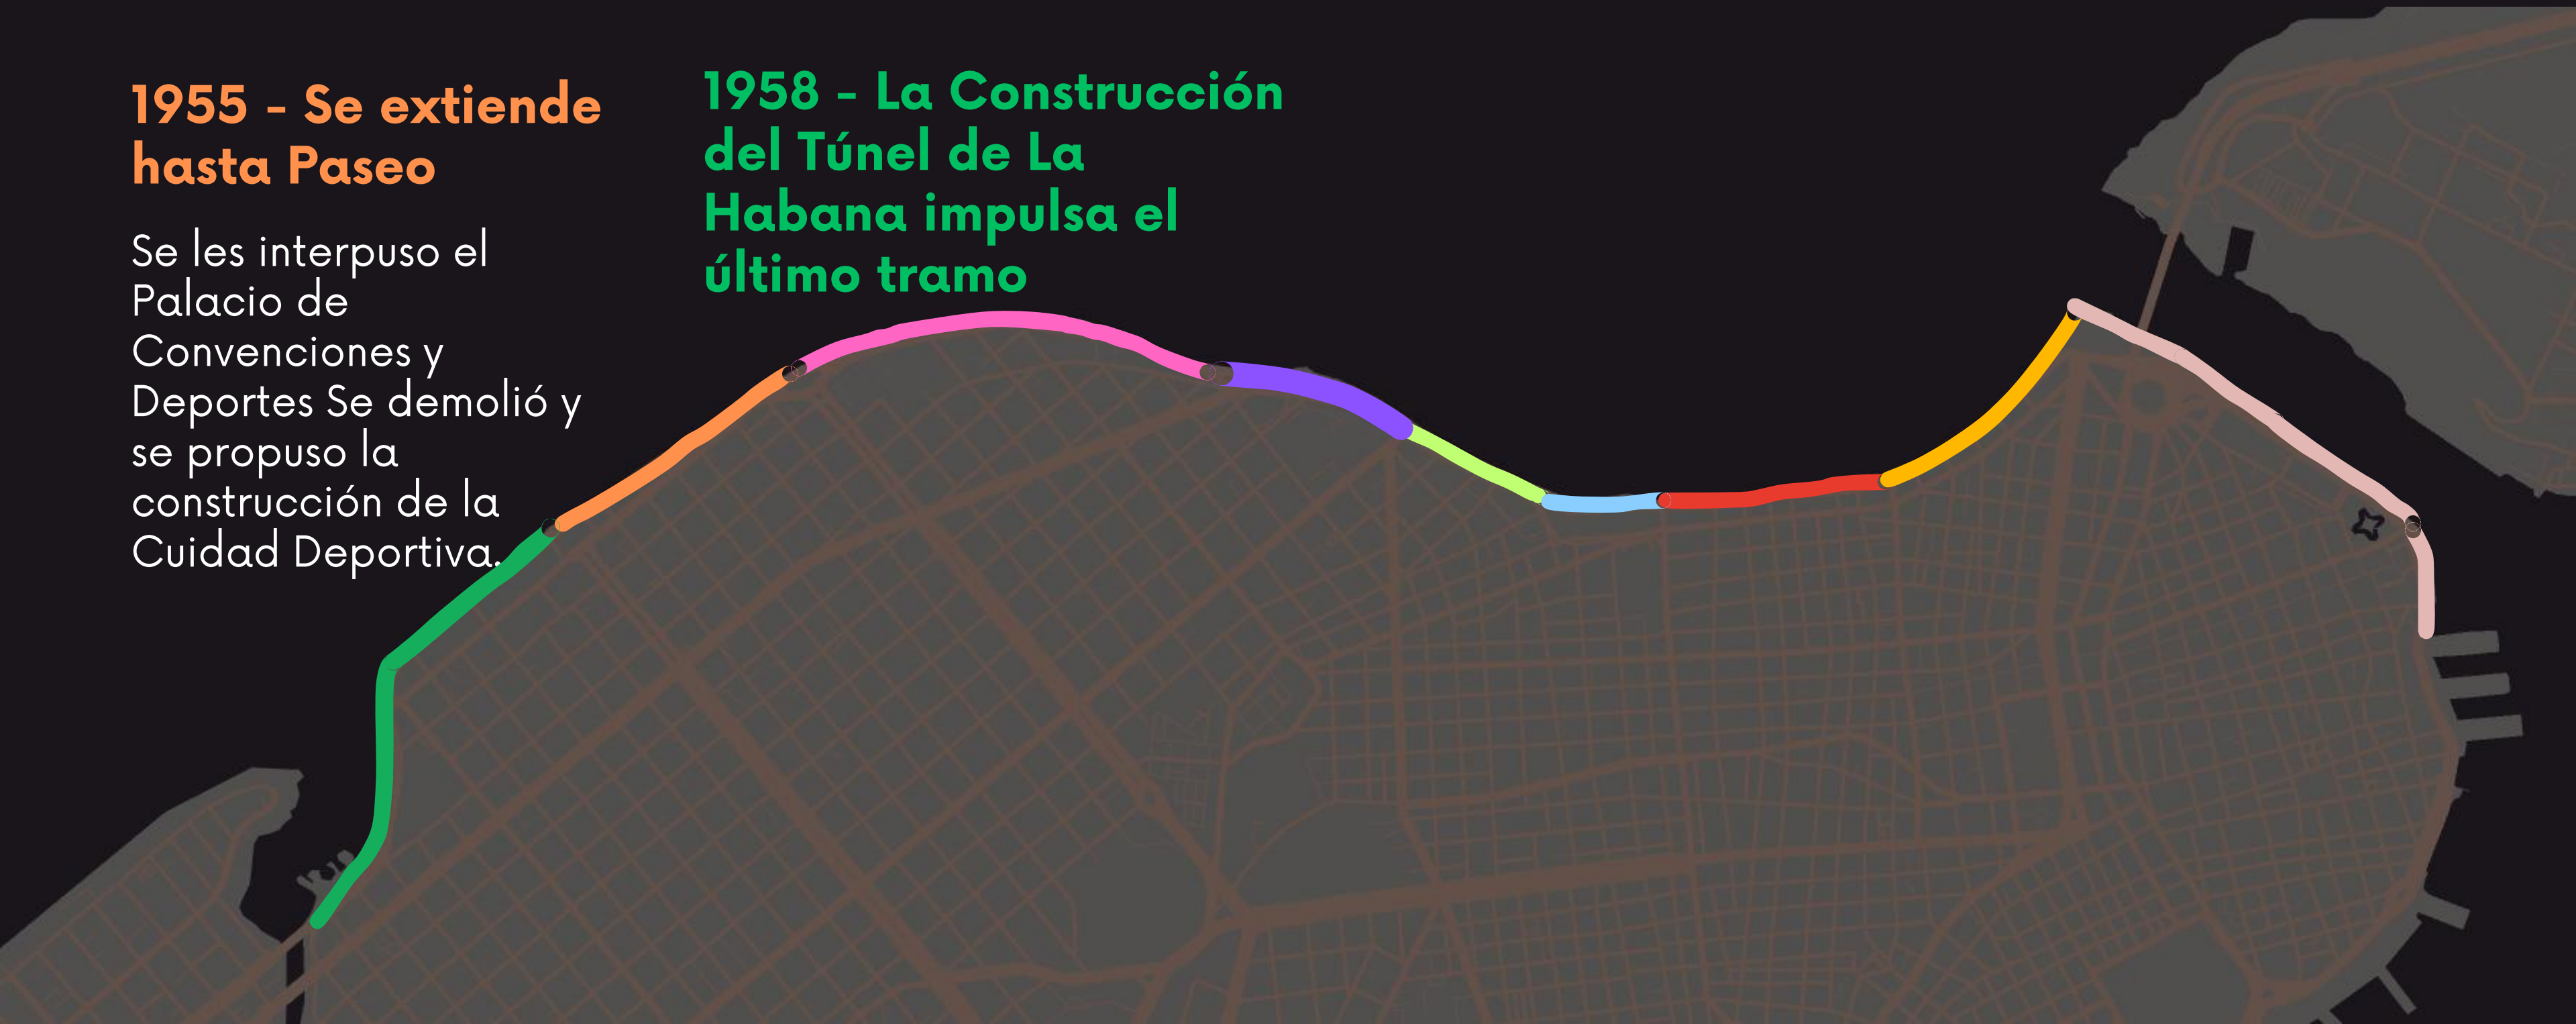 1955 - Se extiende
hasta Paseo
Se les interpuso el
Palacio de
Convenciones y
Deportes Se demolió y
se propuso la
construcción de la
Cuidad Deportiva.
1958 - La Construcción
del Túnel de La
Habana impulsa el
último tramo